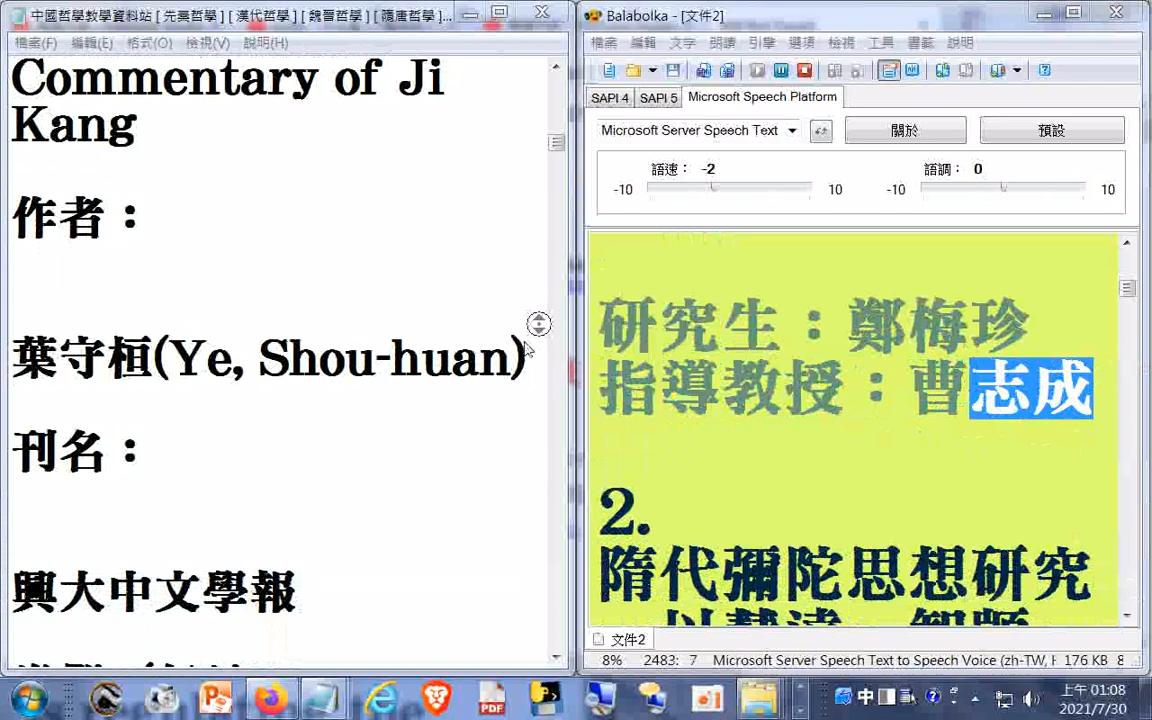 中國哲學教學資料站 [ 先秦哲學 ] [ 漢代哲學 ] [ 魏晉哲學 ] [ 隋唐哲學 ]...
檔案(F) 編輯(E) 格式(O) 檢視(V) 說明(H)
Commentary of Ji
Kang
作者：
葉守桓(Ye, Shou-huan)
刊名：
興大中文學報
Balabolka - [文件2]
檔案 編輯 文字 朗讀 引擎 選項 檢視 工具 書籤 說明
SAPI 4 SAPI 5 Microsoft Speech Platform
Microsoft Server Speech Text 關於 預設
語速： -2 語調： 0
-10 10 -10 10
研究生：鄭梅珍
指導教授：曹志成
2.
隋代彌陀思想研究
文件2
8% 2483: 7 Microsoft Server Speech Text to Speech Voice (zh-TW, H 176 KB 8
中
上午 01:08
2021/7/30